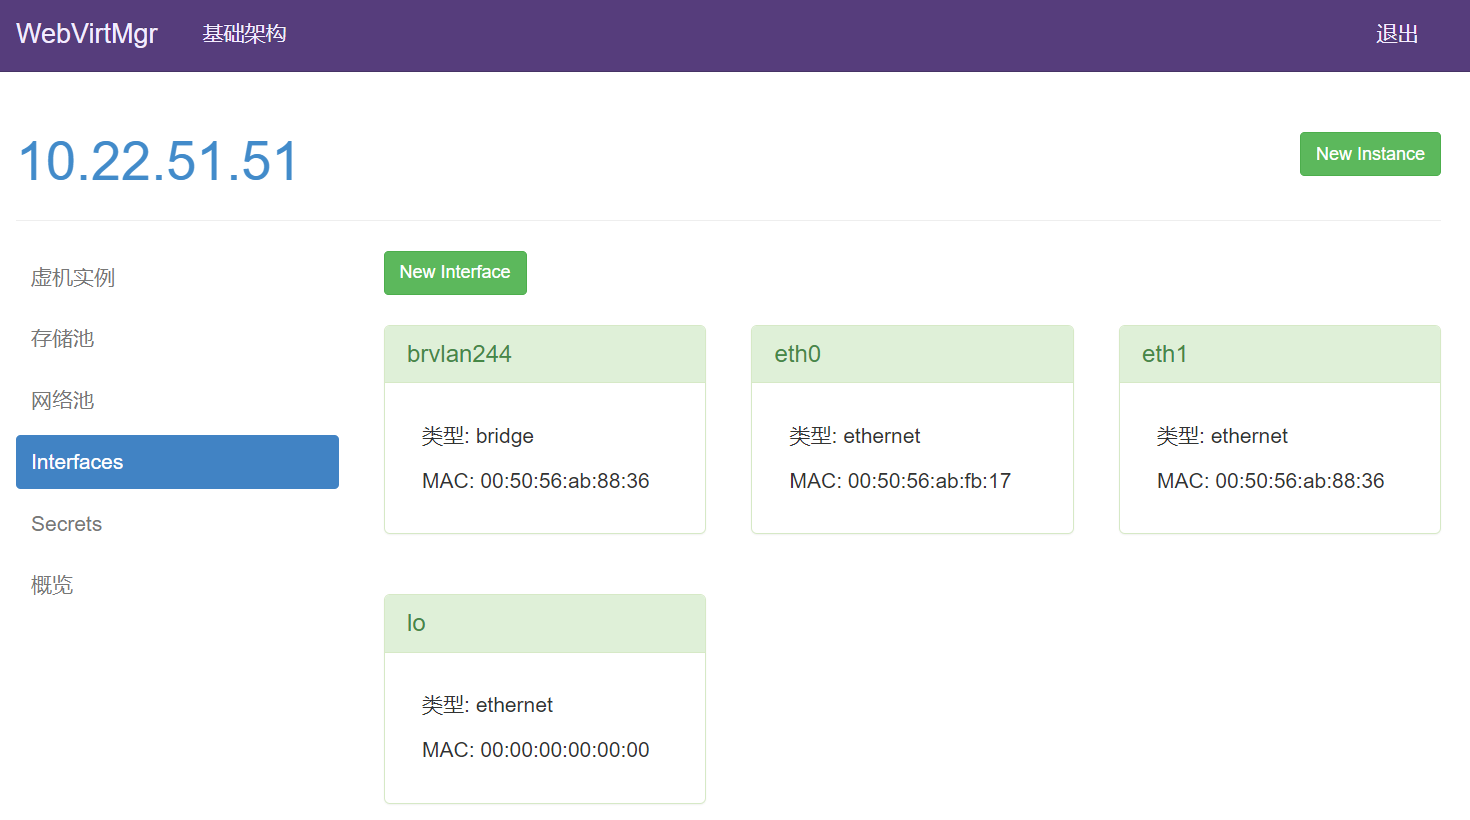 WebVirtMgr 基础架构 退出
10.22.51.51
New Instance
虚机实例
存储池
网络池
Interfaces
Secrets
概览
New Interface
brvlan244
类型: bridge
MAC: 00:50:56:ab:88:36
eth0
类型: ethernet
MAC: 00:50:56:ab:fb:17
eth1
类型: ethernet
MAC: 00:50:56:ab:88:36
lo
类型: ethernet
MAC: 00:00:00:00:00:00